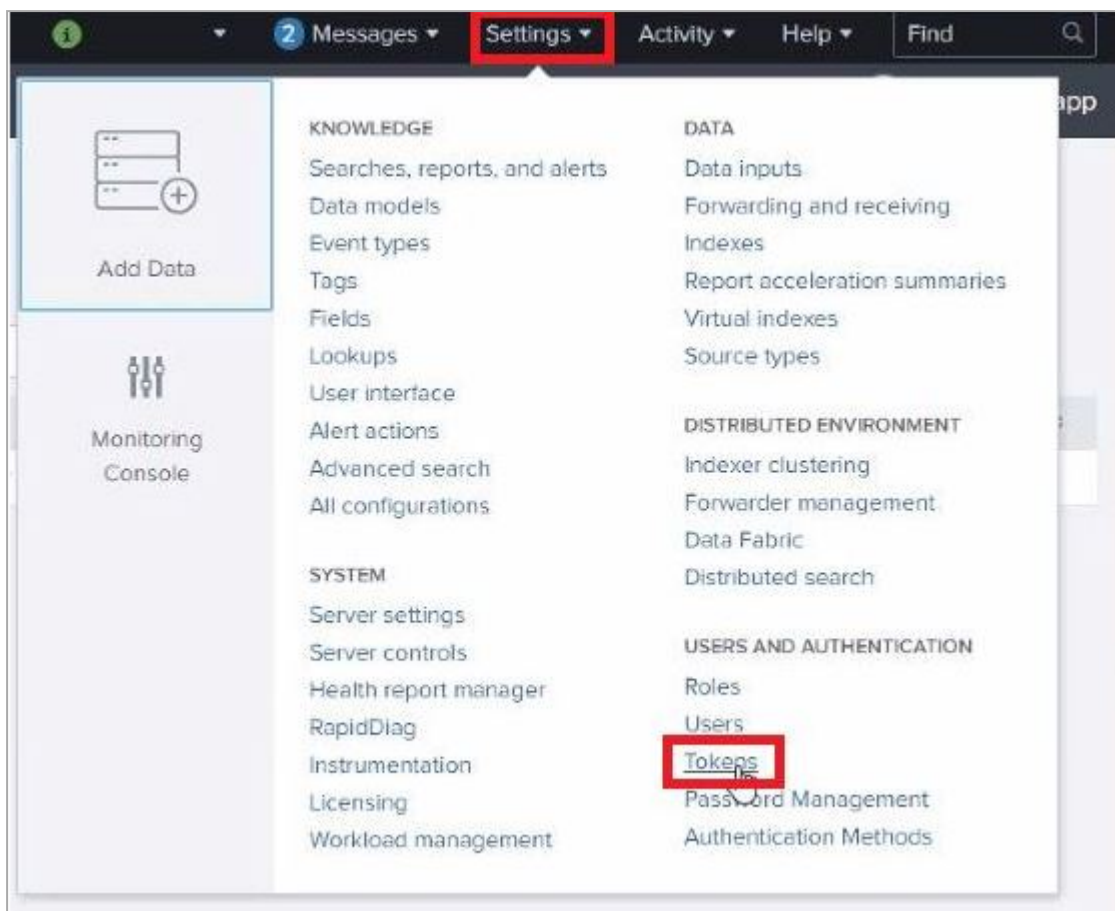 i 2 Messages Settings Activity Help Find
app
Add Data
Monitoring
Console
KNOWLEDGE
Searches, reports, and alerts
Data models
Event types
Tags
Fields
Lookups
User interface
Alert actions
Advanced search
All configurations
SYSTEM
Server settings
Server controls
Health report manager
RapidDiag
Instrumentation
Licensing
Workload management
DATA
Data inputs
Forwarding and receiving
Indexes
Report acceleration summaries
Virtual indexes
Source types
DISTRIBUTED ENVIRONMENT
Indexer clustering
Forwarder management
Data Fabric
Distributed search
USERS AND AUTHENTICATION
Roles
Users
Tokens
Password Management
Authentication Methods